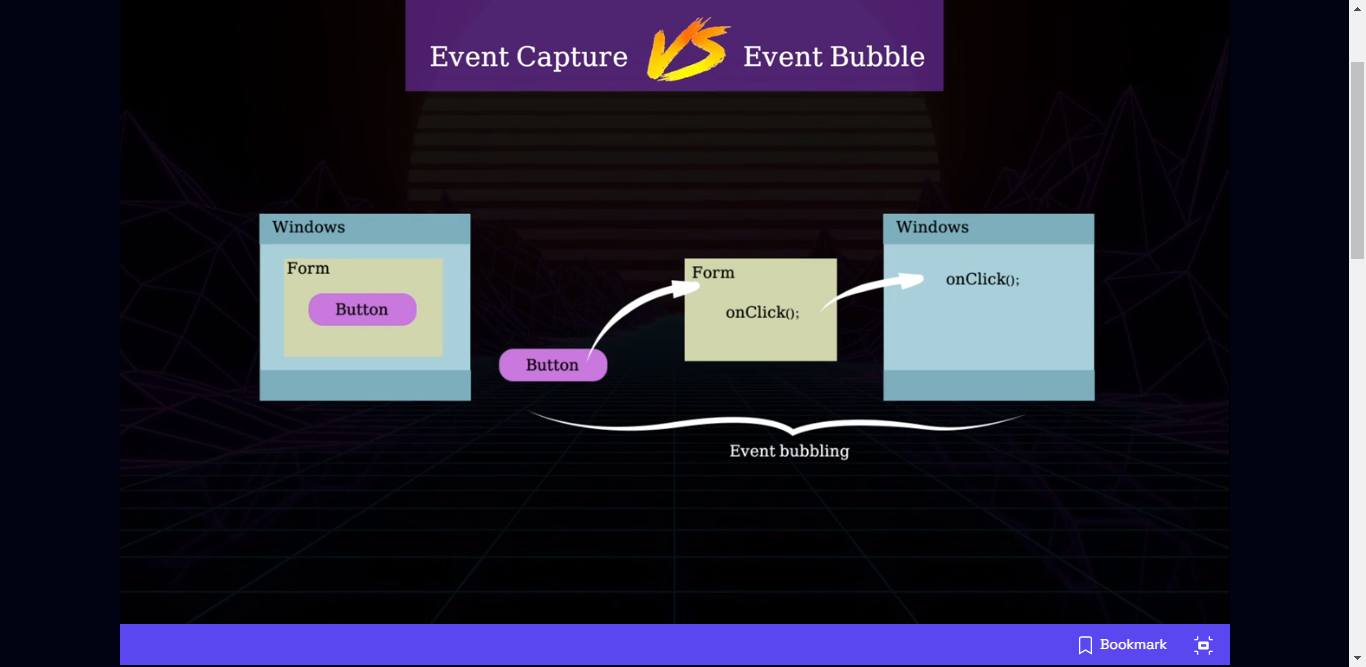 Event Capture VS Event Bubble
Windows
Form
Button
Button
Form
onClick();
Windows
onClick();
Event bubbling
Bookmark